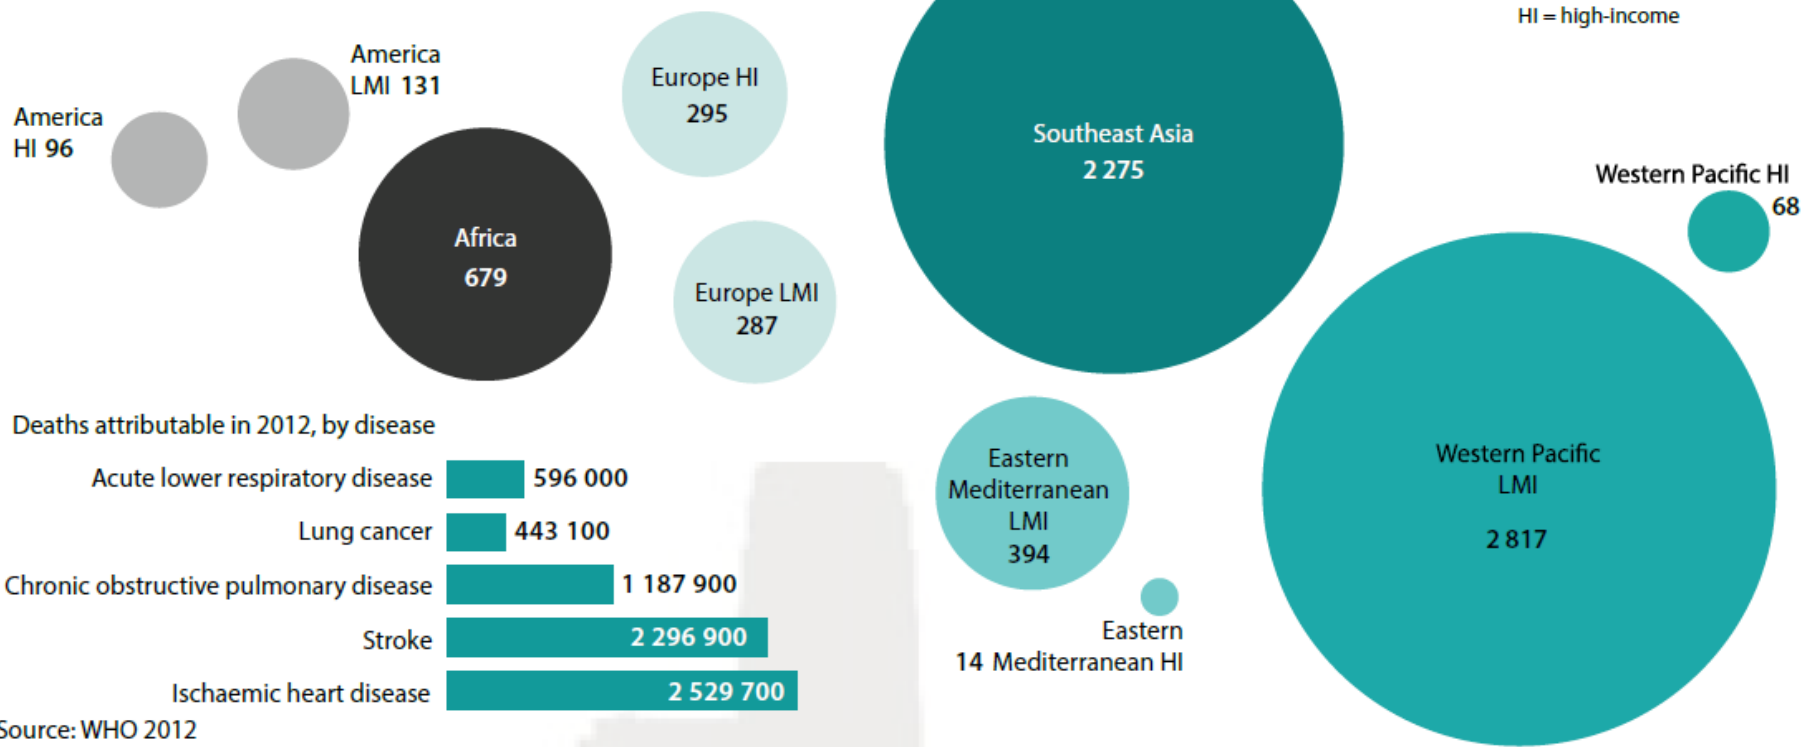 HI = high-income
America
LMI 131
America
HI 96
Europe HI
295
Southeast Asia
2 275
Western Pacific HI
68
Africa
679
Europe LMI
287
Deaths attributable in 2012, by disease
Acute lower respiratory disease 596 000
Lung cancer 443 100
Chronic obstructive pulmonary disease 1 187 900
Stroke 2 296 900
Ischaemic heart disease 2 529 700
Eastern
Mediterranean
LMI
394
Western Pacific
LMI
2 817
Eastern
14 Mediterranean HI
Source: WHO 2012